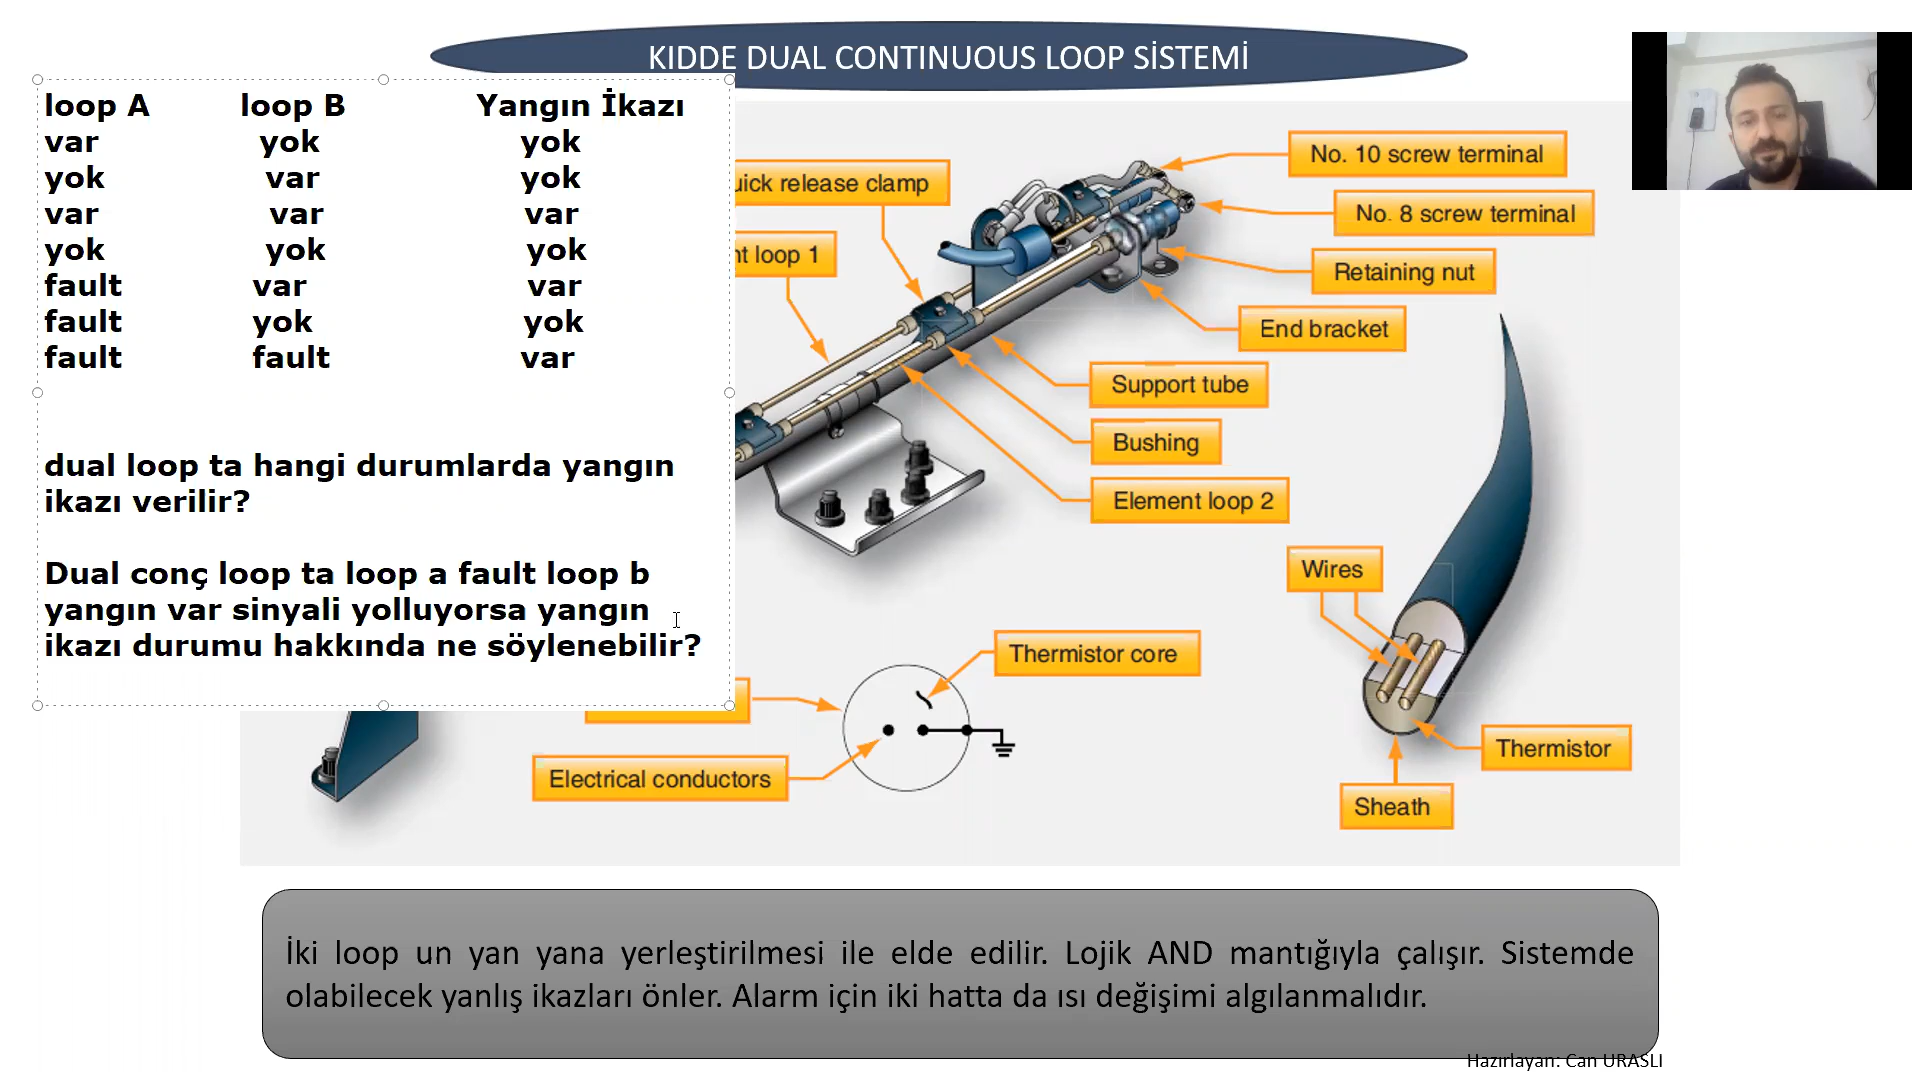 KIDDE DUAL CONTINUOUS LOOP SİSTEMİ
loop A loop B Yangın İkazı
var yok yok
yok var yok
var var var
yok yok yok
fault var var
fault yok yok
fault fault var
dual loop ta hangi durumlarda yangın
ikazı verilir?
Dual conç loop ta loop a fault loop b
yangın var sinyali yolluyorsa yangın
ikazı durumu hakkında ne söylenebilir?
release clamp
loop 1
No. 10 screw terminal
No. 8 screw terminal
Retaining nut
End bracket
Support tube
Bushing
Element loop 2
Wires
Thermistor core
Electrical conductors
Thermistor
Sheath
İki loop un yan yana yerleştirilmesi ile elde edilir. Lojik AND mantığıyla çalışır. Sistemde
olabilecek yanlış ikazları önler. Alarm için iki hatta da ısı değişimi algılanmalıdır.
Hazırlayan: Can URASLI